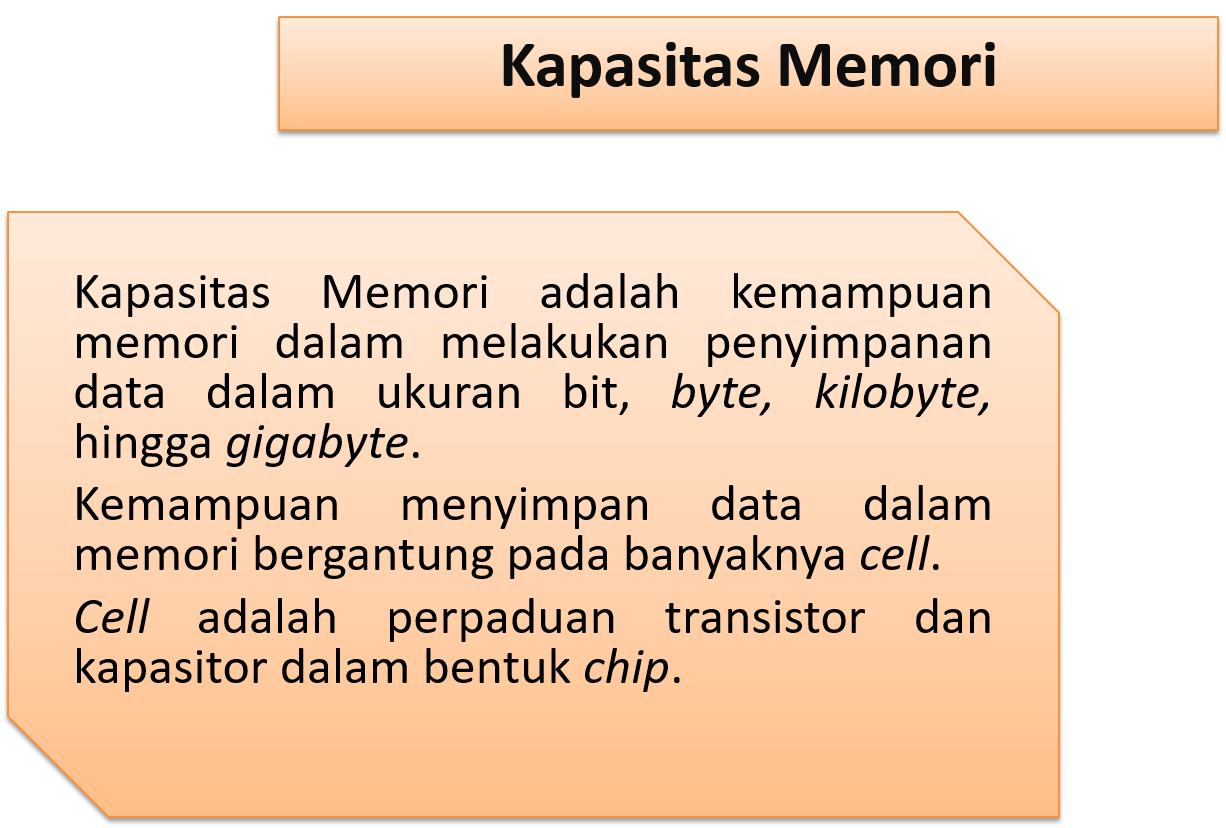 Kapasitas Memori
Kapasitas Memori adalah kemampuan
memori dalam melakukan penyimpanan
data dalam ukuran bit, byte, kilobyte,
hingga gigabyte.
Kemampuan menyimpan data dalam
memori bergantung pada banyaknya cell.
Cell adalah perpaduan transistor dan
kapasitor dalam bentuk chip.